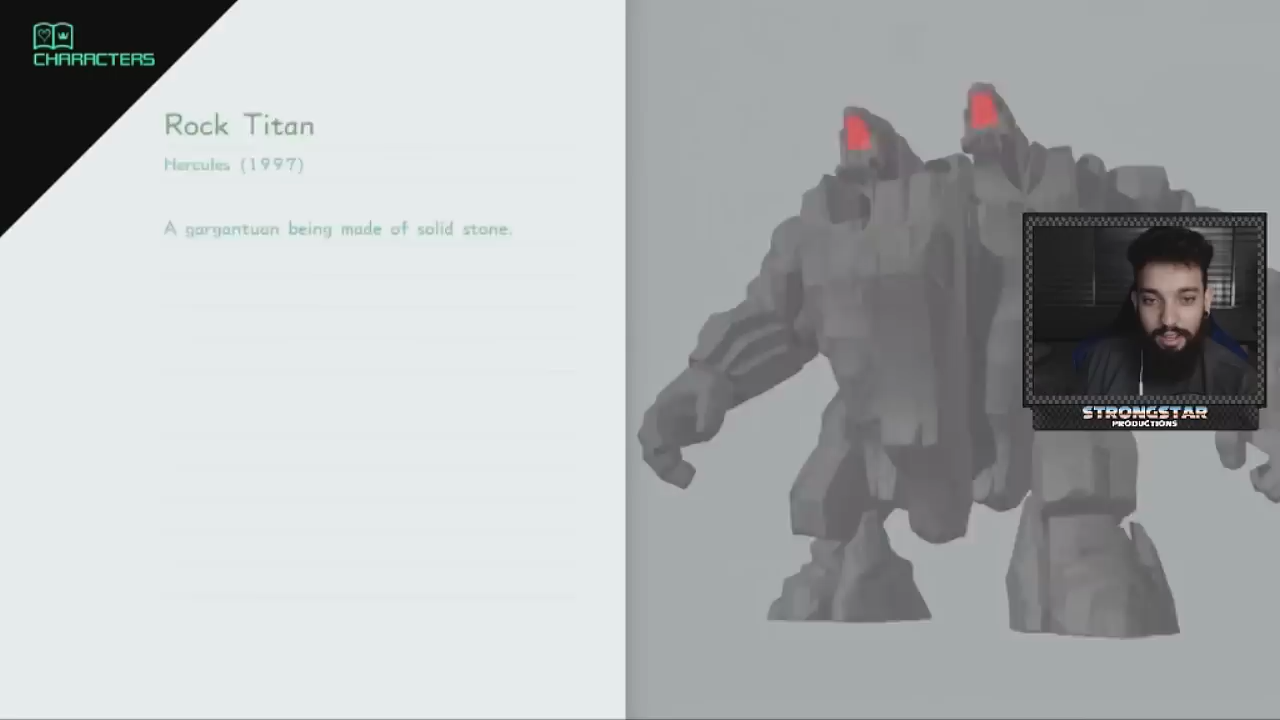 CHARACTERS
Rock Titan
Hercules (1997)
A gargantuan being made of solid stone.
STRONGSTAR
PRODUCTIONS